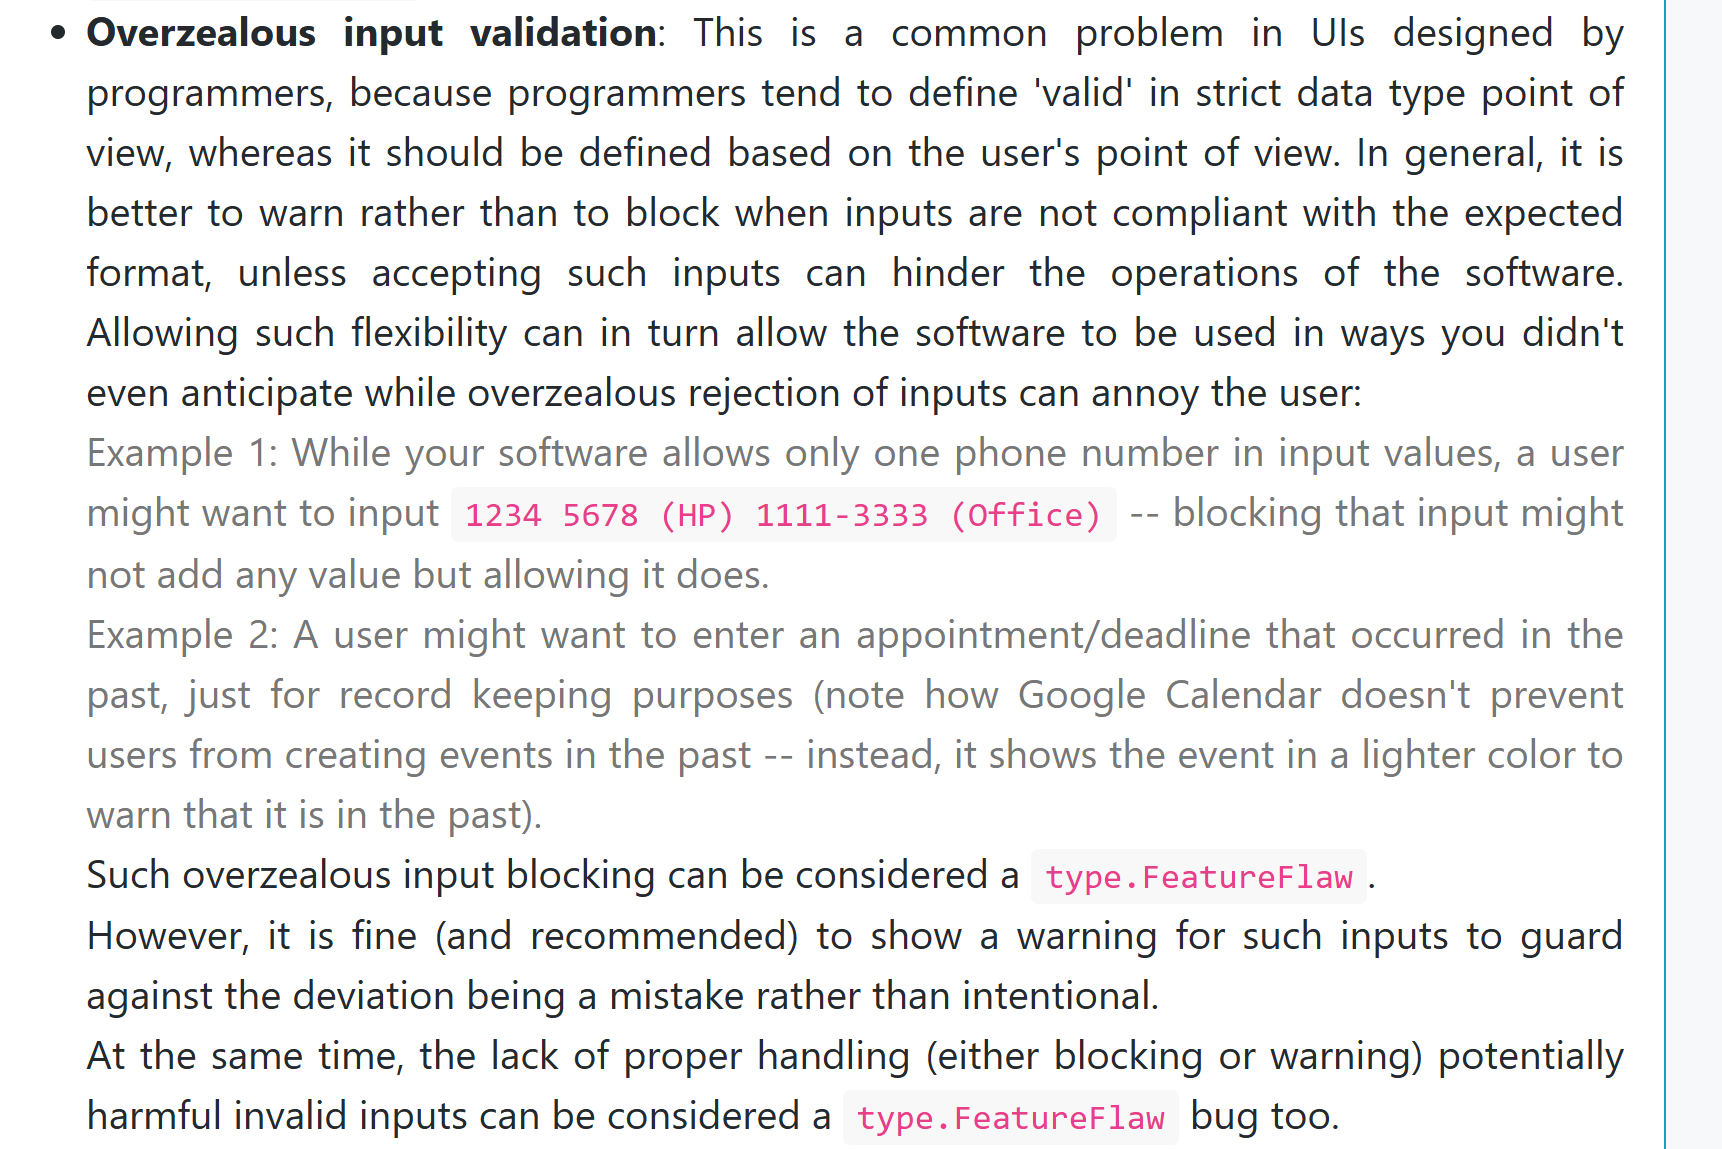 • Overzealous input validation: This is a common problem in UIs designed by
programmers, because programmers tend to define 'valid' in strict data type point of
view, whereas it should be defined based on the user's point of view. In general, it is
better to warn rather than to block when inputs are not compliant with the expected
format, unless accepting such inputs can hinder the operations of the software.
Allowing such flexibility can in turn allow the software to be used in ways you didn't
even anticipate while overzealous rejection of inputs can annoy the user:
Example 1: While your software allows only one phone number in input values, a user
might want to input 1234 5678 (HP) 1111-3333 (Office) -- blocking that input might
not add any value but allowing it does.
Example 2: A user might want to enter an appointment/deadline that occurred in the
past, just for record keeping purposes (note how Google Calendar doesn't prevent
users from creating events in the past -- instead, it shows the event in a lighter color to
warn that it is in the past).
Such overzealous input blocking can be considered a type.FeatureFlaw.
However, it is fine (and recommended) to show a warning for such inputs to guard
against the deviation being a mistake rather than intentional.
At the same time, the lack of proper handling (either blocking or warning) potentially
harmful invalid inputs can be considered a type.FeatureFlaw bug too.